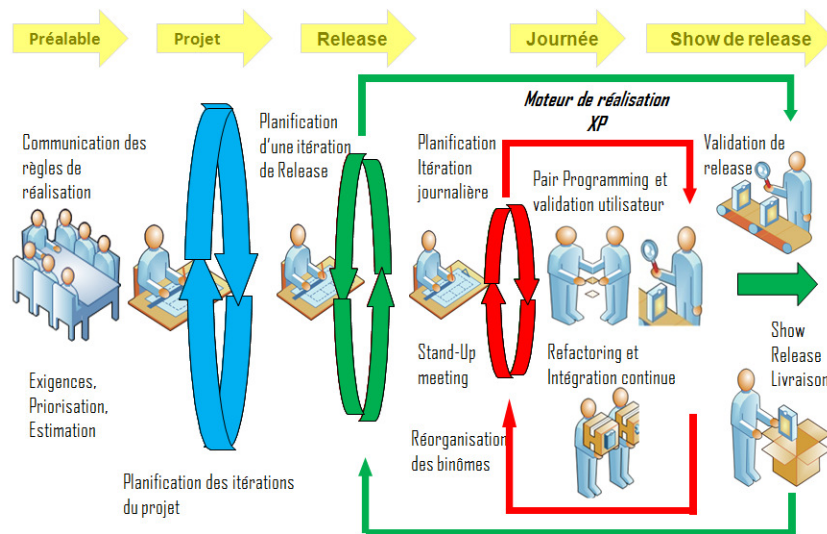 Préalable
Projet
Release
Journée
Show de release
Moteur de réalisation
XP
Communication des
règles de
réalisation
Planification
d'une itération
de Release
Planification
Itération
journalière
Pair Programming et
validation utilisateur
Validation de
release
Exigences,
Priorisation,
Estimation
Stand-Up
meeting
Refactoring et
Intégration continue
Show
Release
Livraison
Réorganisation
des binômes
Planification des itérations
du projet